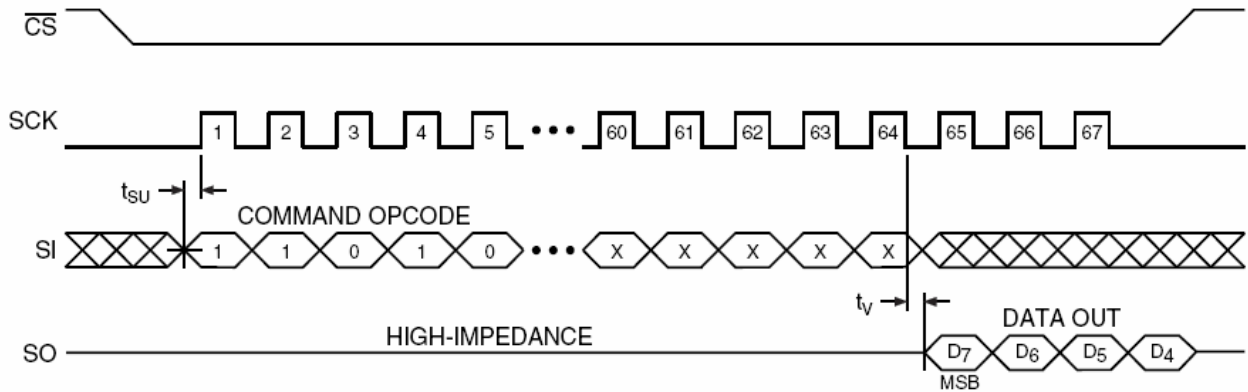 CS
SCK 1 2 3 4 5 ••• 60 61 62 63 64 65 66 67
tSU
COMMAND OPCODE
SI 1 1 0 1 0 ••• X X X X X
tV
HIGH-IMPEDANCE
DATA OUT
SO D7 D6 D5 D4
MSB